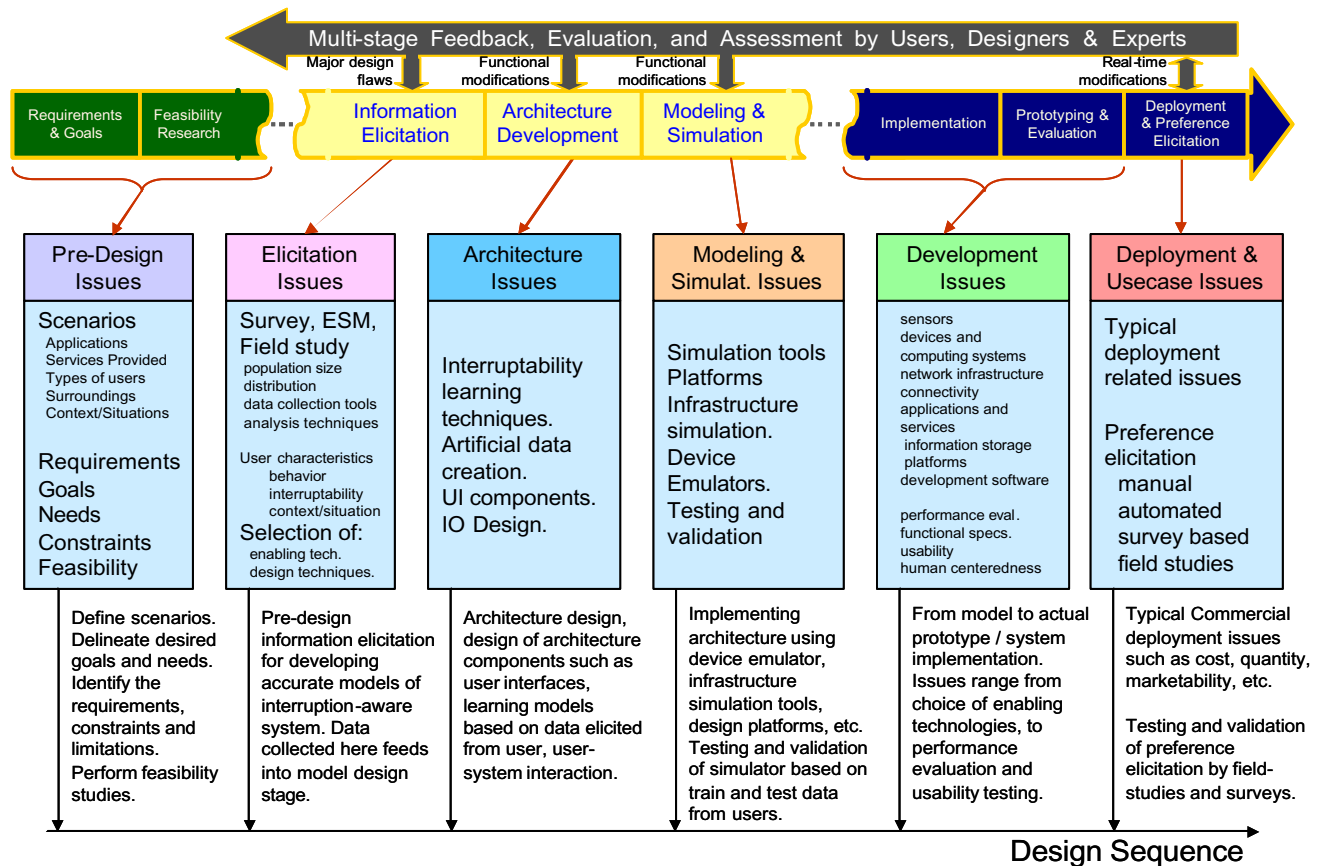 Multi-stage Feedback, Evaluation, and Assessment by Users, Designers & Experts
Major design
flaws
Functional
modifications
Functional
modifications
Real-time
modifications
Requirements
& Goals
Feasibility
Research
Information
Elicitation
Architecture
Development
Modeling &
Simulation
Implementation
Prototyping &
Evaluation
Deployment
& Preference
Elicitation
Pre-Design
Issues
Scenarios
Applications
Services Provided
Types of users
Surroundings
Context/Situations
Requirements
Goals
Needs
Constraints
Feasibility
Define scenarios.
Delineate desired
goals and needs.
Identify the
requirements,
constraints and
limitations.
Perform feasibility
studies.
Elicitation
Issues
Survey, ESM,
Field study
population size
distribution
data collection tools
analysis techniques
User characteristics
behavior
interruptability
context/situation
Selection of:
enabling tech.
design techniques.
Pre-design
information elicitation
for developing
accurate models of
interruption-aware
system. Data
collected here feeds
into model design
stage.
Architecture
Issues
Interruptability
learning
techniques.
Artificial data
creation.
UI components.
IO Design.
Architecture design,
design of architecture
components such as
user interfaces,
learning models
based on data elicited
from user, user-
system interaction.
Modeling &
Simulat. Issues
Simulation tools
Platforms
Infrastructure
simulation.
Device
Emulators.
Testing and
validation
Implementing
architecture using
device emulator,
infrastructure
simulation tools,
design platforms, etc.
Testing and validation
of simulator based on
train and test data
from users.
Development
Issues
sensors
devices and
computing systems
network infrastructure
connectivity
applications and
services
information storage
platforms
development software
performance eval.
functional specs.
usability
human centeredness
From model to actual
prototype / system
implementation.
Issues range from
choice of enabling
technologies, to
performance
evaluation and
usability testing.
Deployment &
Usecase Issues
Typical
deployment
related issues
Preference
elicitation
manual
automated
survey based
field studies
Typical Commercial
deployment issues
such as cost, quantity,
marketability, etc.
Testing and validation
of preference
elicitation by field-
studies and surveys.
Design Sequence